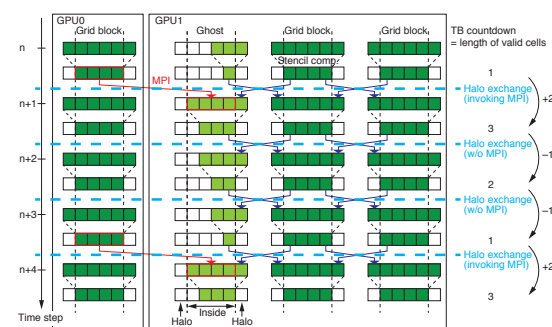 GPU0
GPU1
Grid block
Ghost
Grid block
Grid block
TB countdown
= length of valid cells
n
Stencil comp.
1
MPI
Halo exchange
(invoking MPI)
+2
n+1
3
Halo exchange
(w/o MPI)
−1
n+2
2
Halo exchange
(w/o MPI)
−1
n+3
1
Halo exchange
(invoking MPI)
+2
n+4
3
Time step
Halo
Inside
Halo